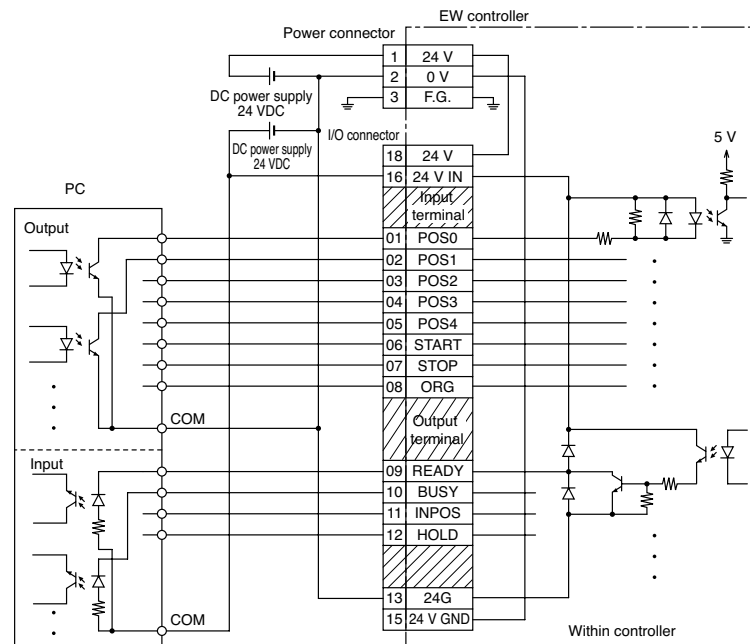 EW controller
Power connector
1 24 V
2 0 V
3 F.G.
DC power supply
24 VDC
I/O connector
DC power supply
24 VDC
18 24 V
16 24 V IN
Input
terminal
5 V
PC
Output
01 POS0
02 POS1
03 POS2
04 POS3
05 POS4
06 START
07 STOP
08 ORG
COM
Output
terminal
Input
09 READY
10 BUSY
11 INPOS
12 HOLD
13 24G
COM
15 24 V GND
Within controller